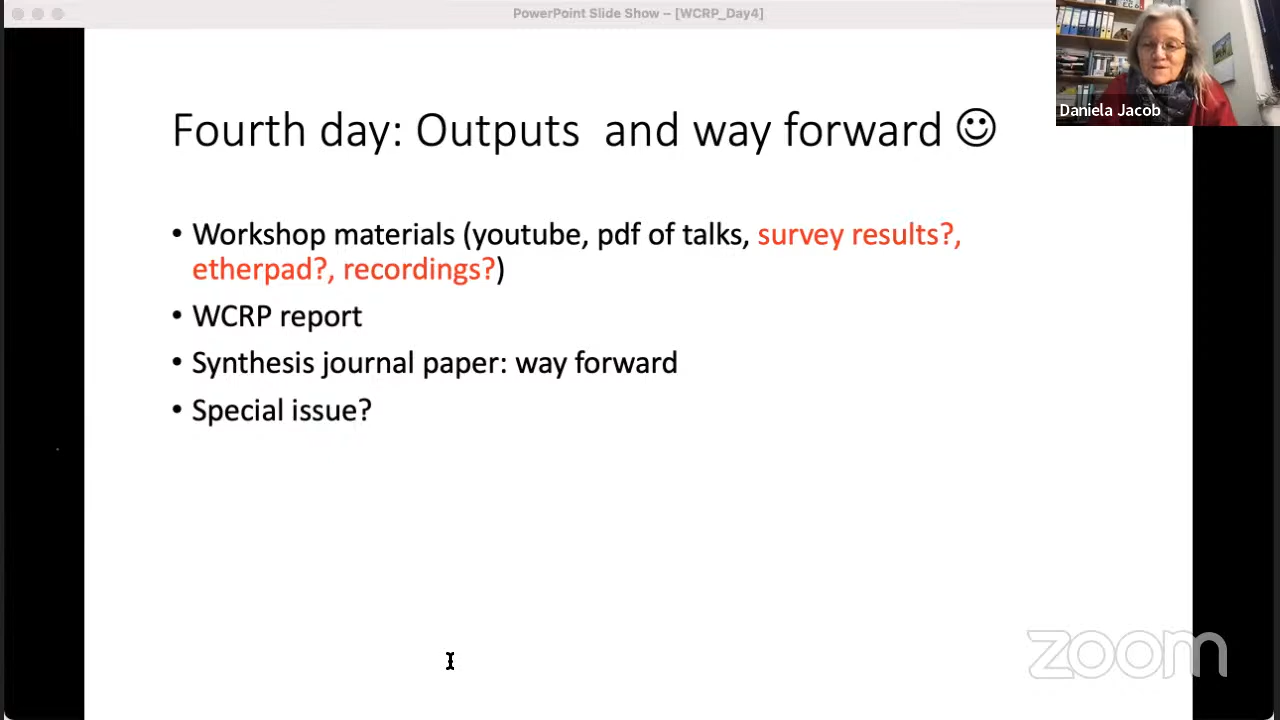 PowerPoint Slide Show – [WCRP_Day4]
Daniela Jacob
Fourth day: Outputs  and way forward ☺
• Workshop materials (youtube, pdf of talks, survey results?,
etherpad?, recordings?)
• WCRP report
• Synthesis journal paper: way forward
• Special issue?
zoom